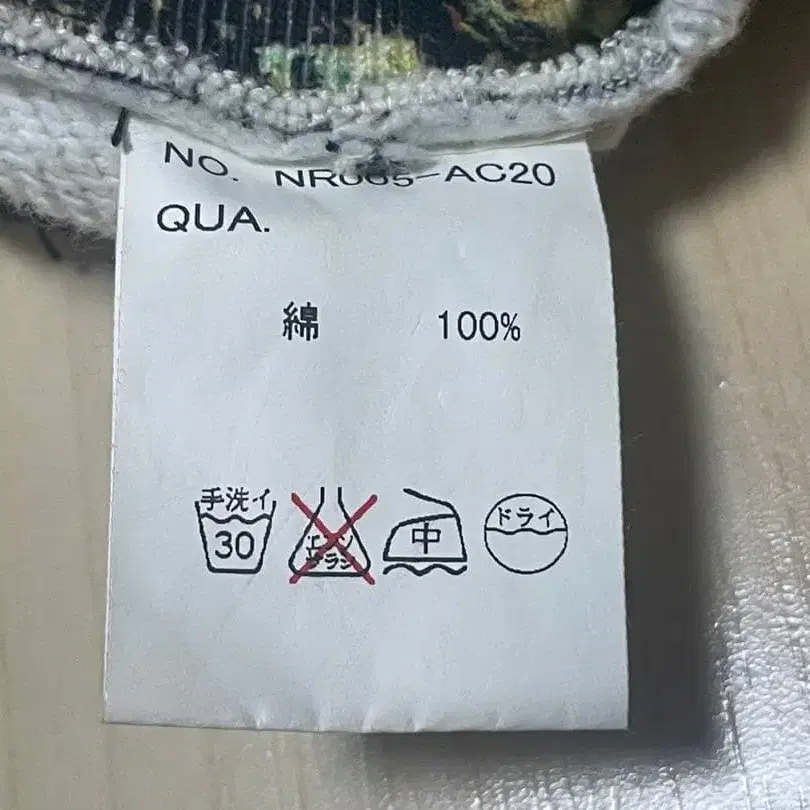 NO. NR065-AC20
QUA.
綿 100%
手洗イ
30
エンソ
サラシ
中
ドライ